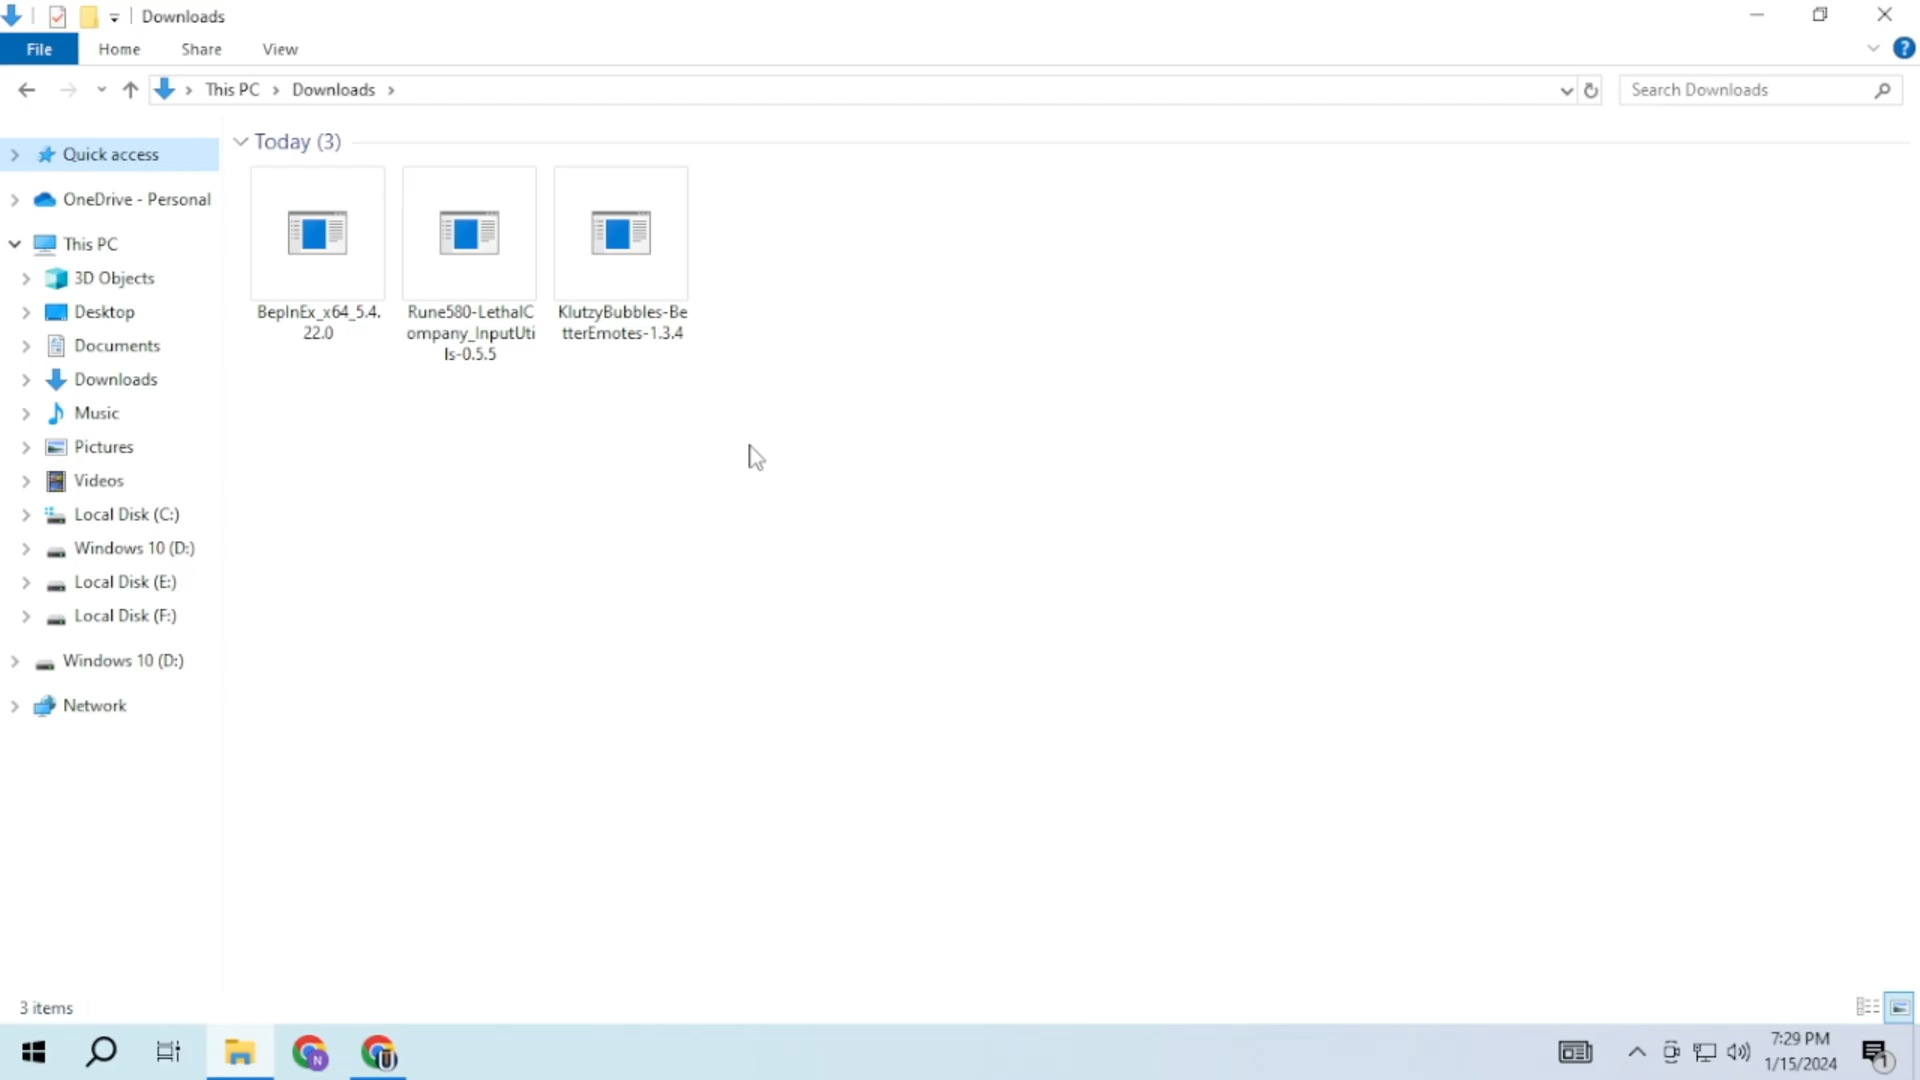 Downloads
File Home Share View
This PC Downloads
Search Downloads
Quick access
OneDrive - Personal
This PC
3D Objects
Desktop
Documents
Downloads
Music
Pictures
Videos
Local Disk (C:)
Windows 10 (D:)
Local Disk (E:)
Local Disk (F:)
Windows 10 (D:)
Network
Today (3)
BepInEx_x64_5.4.
22.0
Rune580-LethalC
ompany_InputUti
ls-0.5.5
KlutzyBubbles-Be
tterEmotes-1.3.4
3 items
N
7:29 PM
1/15/2024
1